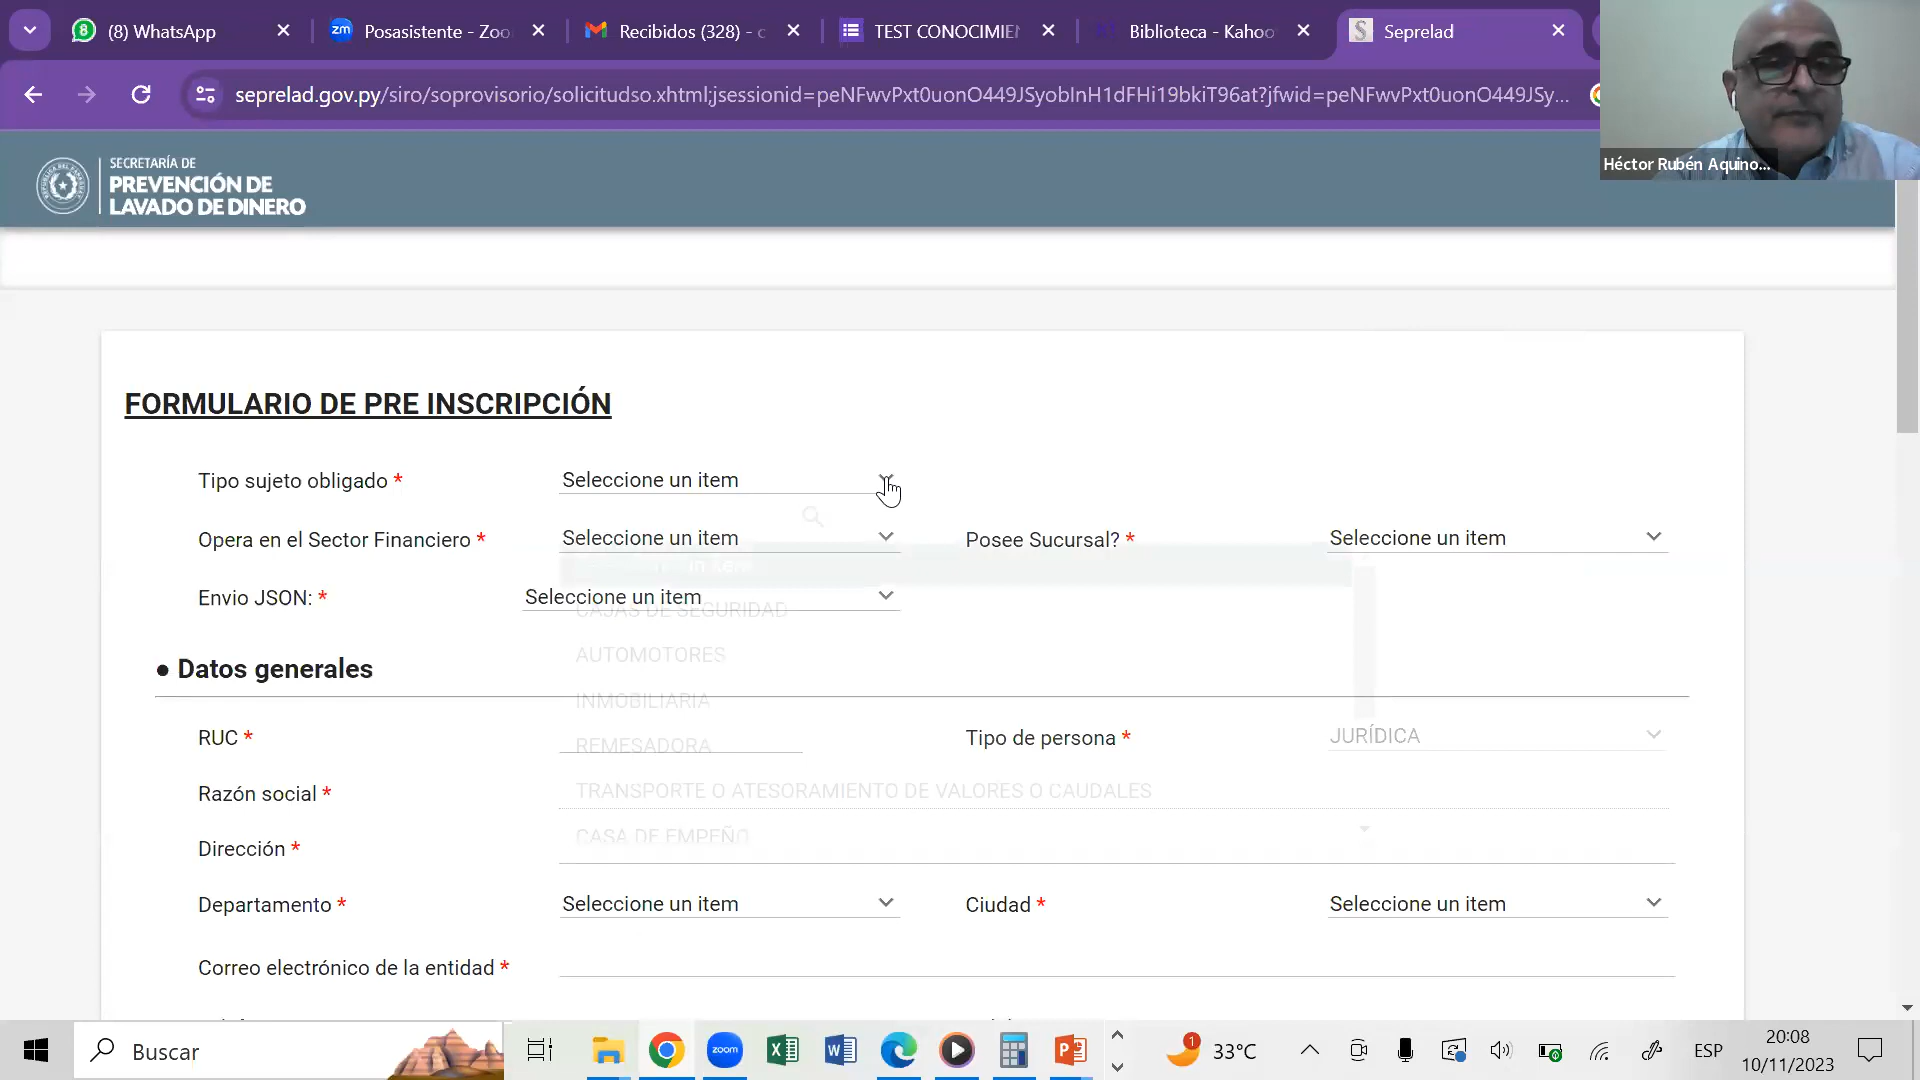 (8) WhatsApp
Posasistente - Zoo
Recibidos (328) - c
TEST CONOCIMIEN
Biblioteca - Kahoo
Seprelad
seprelad.gov.py/siro/soprovisorio/solicitudso.xhtml;jsessionid=peNFwvPxt0uonO449JSyobInH1dFHi19bkiT96at?jfwid=peNFwvPxt0uonO449JSy...
Héctor Rubén Aquino...
SECRETARÍA DE
PREVENCIÓN DE
LAVADO DE DINERO
FORMULARIO DE PRE INSCRIPCIÓN
Tipo sujeto obligado * Seleccione un item
Opera en el Sector Financiero * Seleccione un item Posee Sucursal? * Seleccione un item
Envio JSON: * Seleccione un item
CAJAS DE SEGURIDAD
AUTOMOTORES
• Datos generales
INMOBILIARIA
RUC * Tipo de persona * JURÍDICA
REMESADORA
Razón social * TRANSPORTE O ATESORAMIENTO DE VALORES O CAUDALES
CASA DE EMPEÑO
Dirección *
Departamento * Seleccione un item Ciudad * Seleccione un item
Correo electrónico de la entidad *
Buscar
zoom
1
33°C
ESP
20:08
10/11/2023